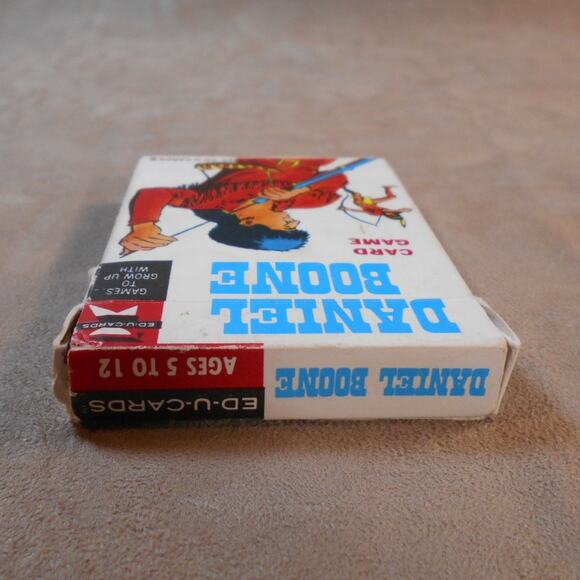 ED-U-CARDS®
AGES 5 TO 12
DANIEL BOONE
ED-U-CARDS
GAMES -
TO
GROW UP
WITH
DANIEL
BOONE
CARD
GAME